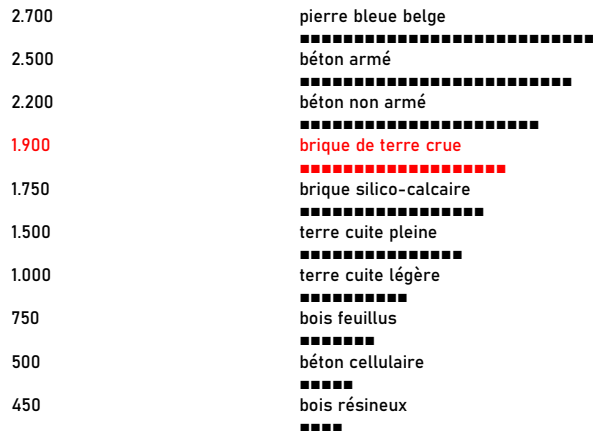 2.700 pierre bleue belge
2.500 béton armé
2.200 béton non armé
1.900 brique de terre crue
1.750 brique silico-calcaire
1.500 terre cuite pleine
1.000 terre cuite légère
750 bois feuillus
500 béton cellulaire
450 bois résineux